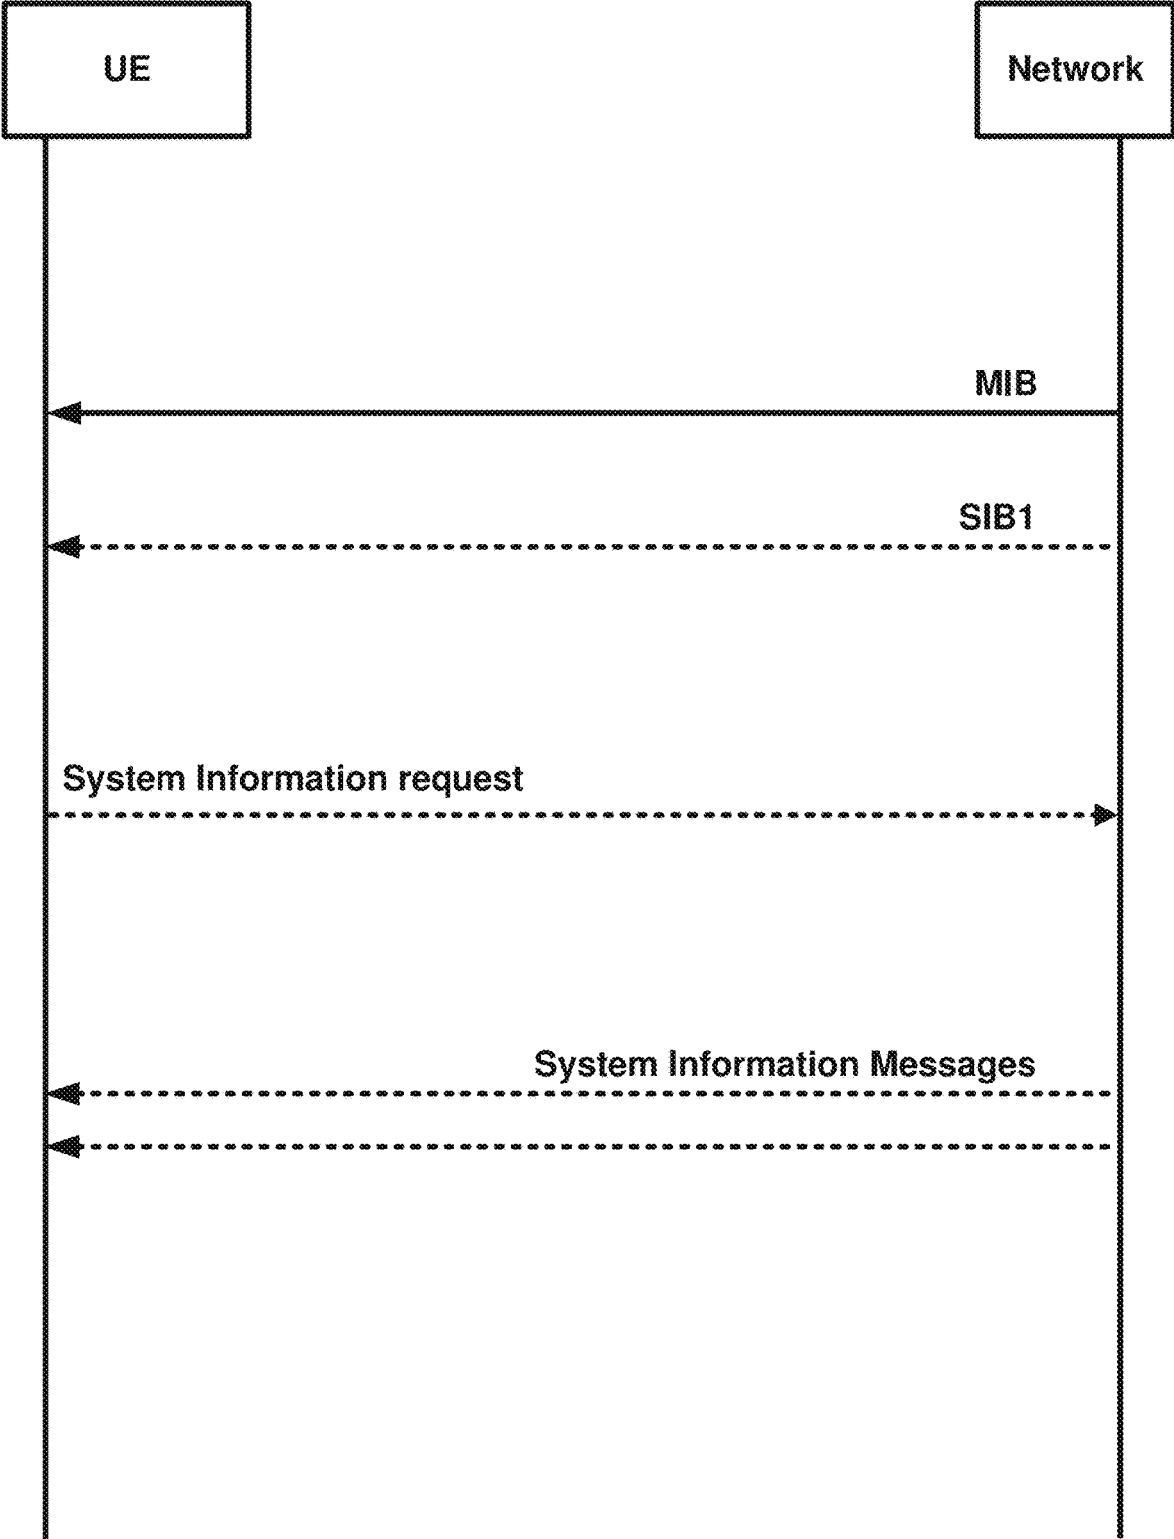 UE
Network
MIB
SIB1
System Information request
System Information Messages